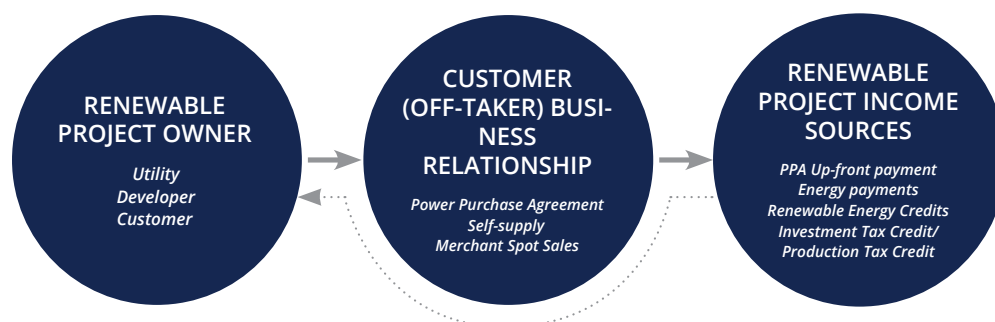 RENEWABLE
PROJECT OWNER
Utility
Developer
Customer
CUSTOMER
(OFF-TAKER) BUSI-
NESS
RELATIONSHIP
Power Purchase Agreement
Self-supply
Merchant Spot Sales
RENEWABLE
PROJECT INCOME
SOURCES
PPA Up-front payment
Energy payments
Renewable Energy Credits
Investment Tax Credit/
Production Tax Credit